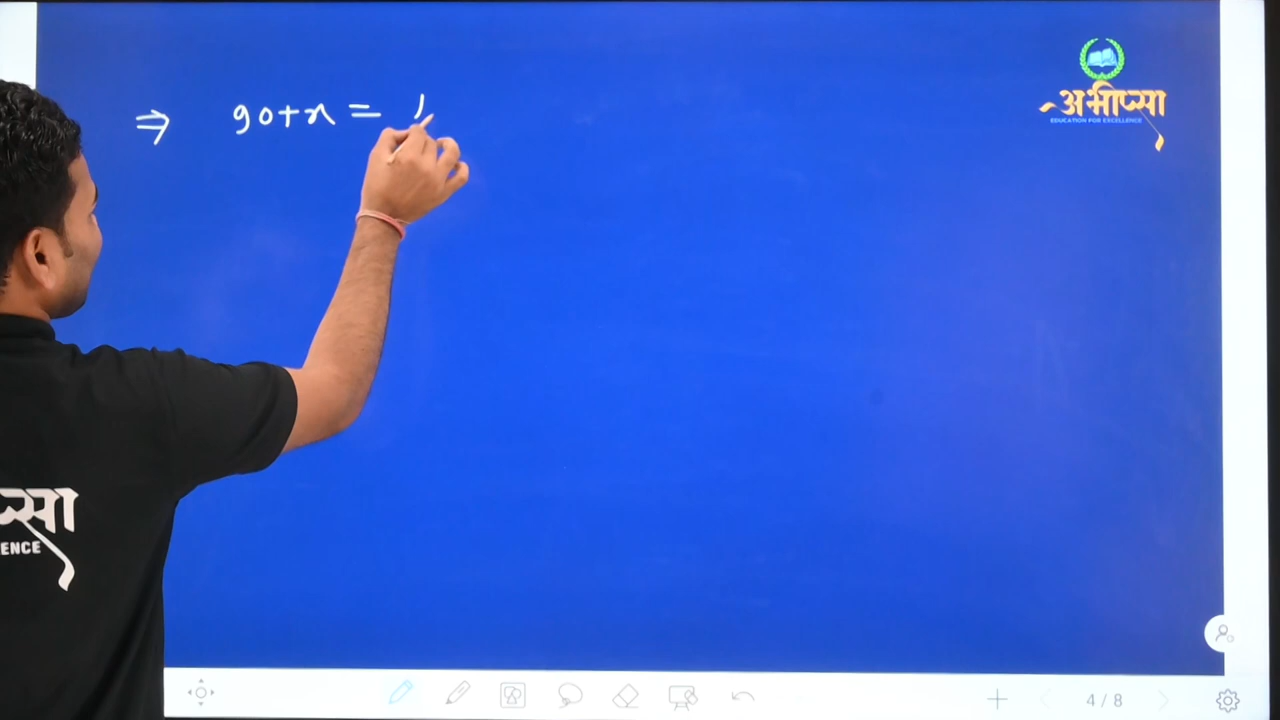 ⇒ 90+x = 1
अभीप्सा
EDUCATION FOR EXCELLENCE
प्सा
ENCE
4 / 8